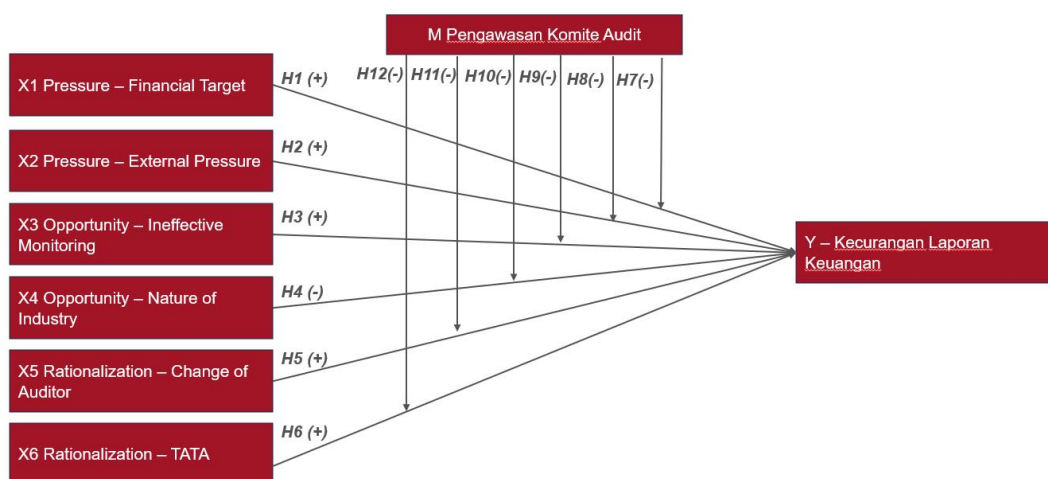 M Pengawasan Komite Audit
H12(-) H11(-) H10(-) H9(-) H8(-) H7(-)
X1 Pressure – Financial Target
H1 (+)
X2 Pressure – External Pressure
H2 (+)
X3 Opportunity – Ineffective
Monitoring
H3 (+)
Y – Kecurangan Laporan
Keuangan
X4 Opportunity – Nature of
Industry
H4 (-)
X5 Rationalization – Change of
Auditor
H5 (+)
X6 Rationalization – TATA
H6 (+)